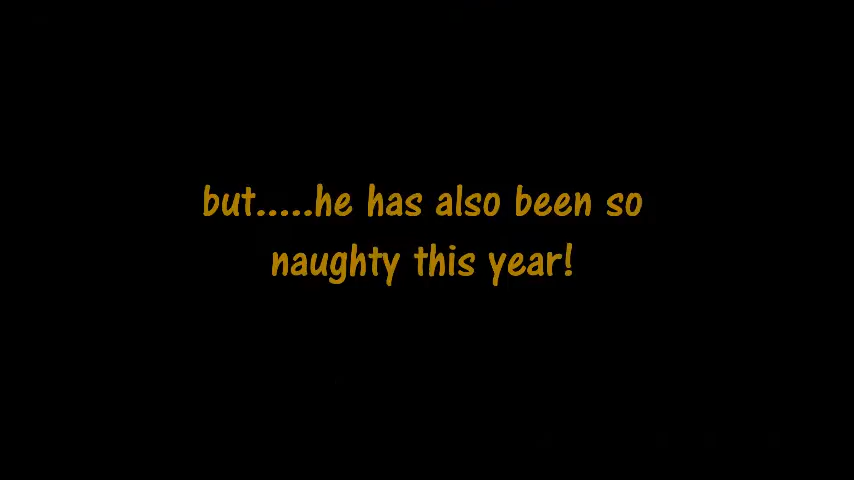 but.....he has also been so
naughty this year!